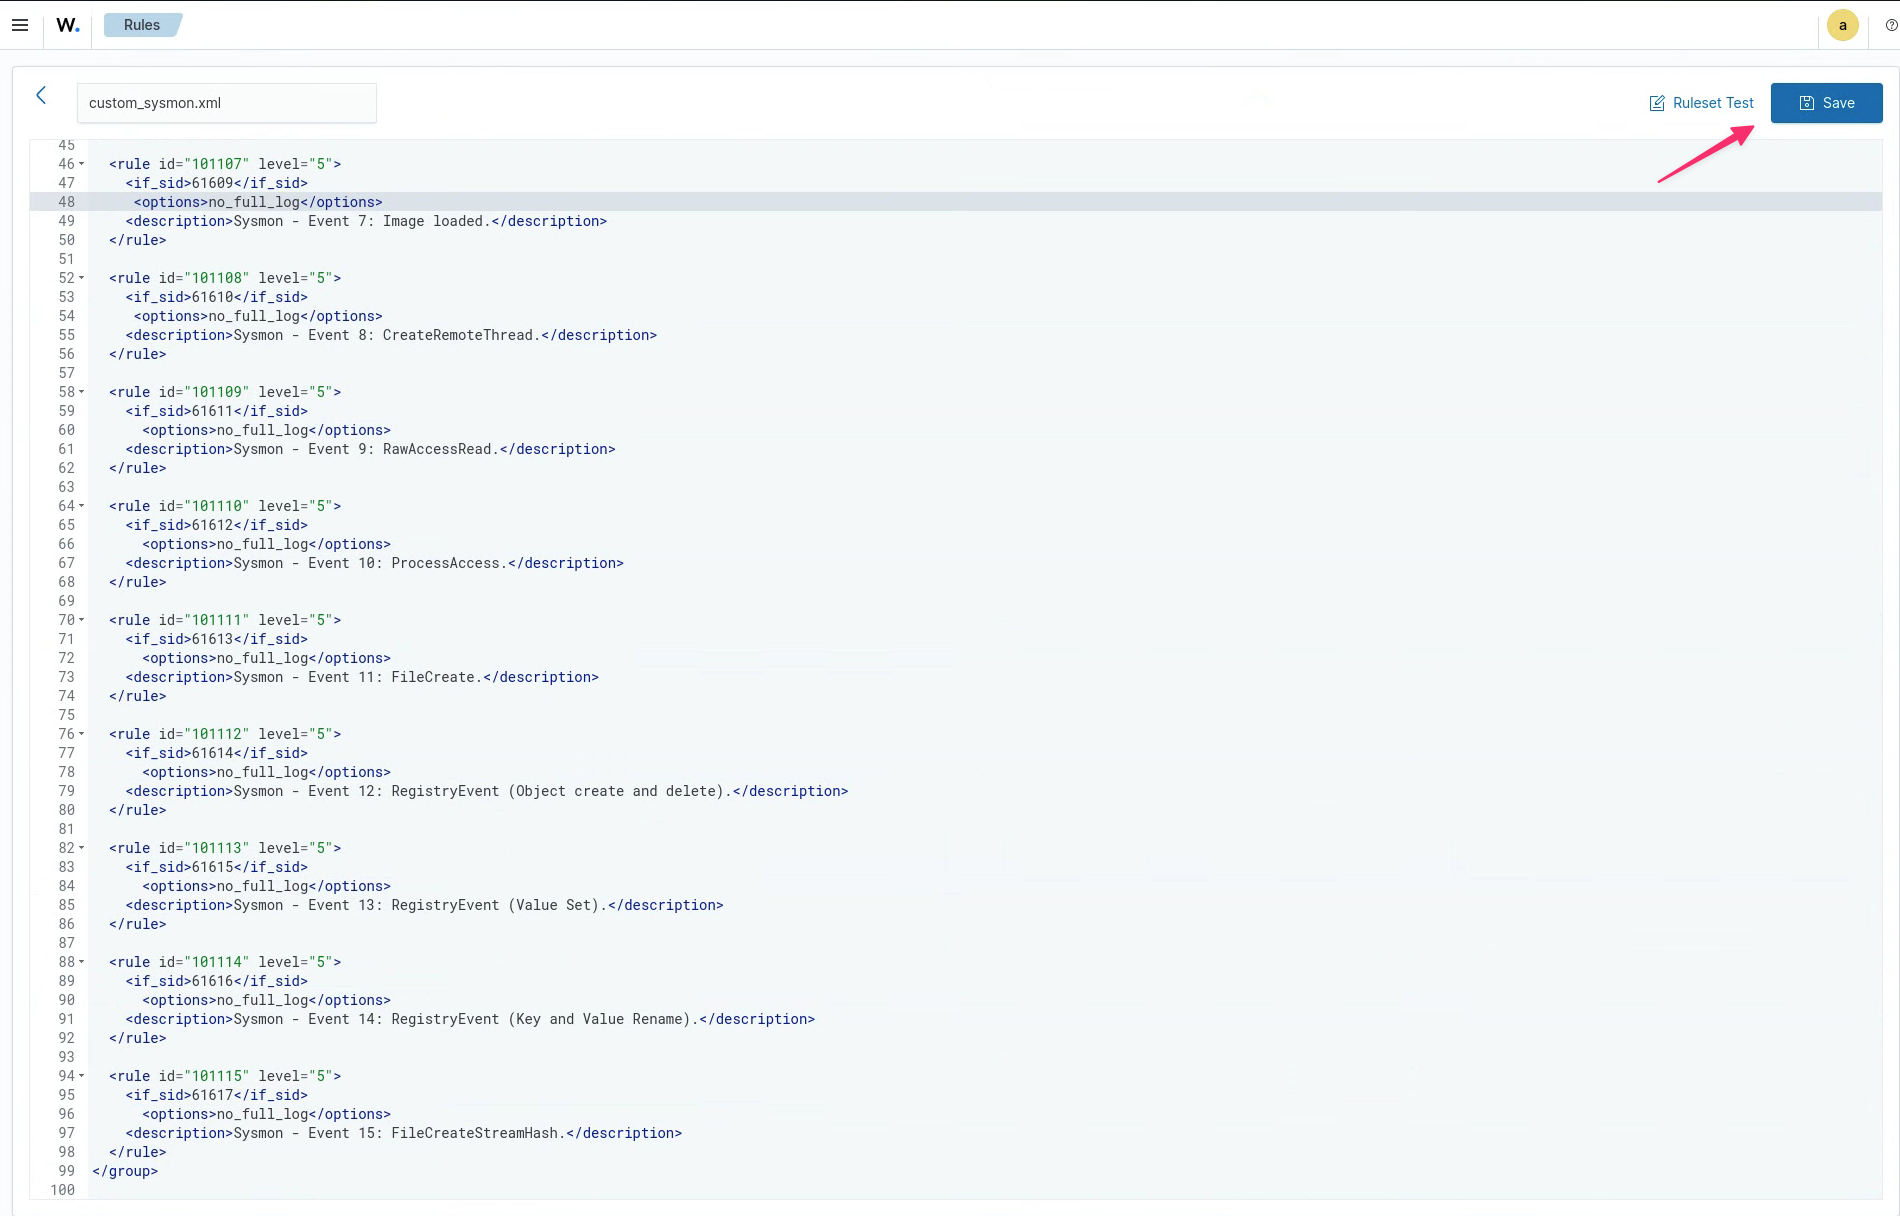 W.
Rules
a
custom_sysmon.xml
Ruleset Test
Save
45
46 <rule id="101107" level="5">
47 <if_sid>61609</if_sid>
48 <options>no_full_log</options>
49 <description>Sysmon - Event 7: Image loaded.</description>
50 </rule>
51
52 <rule id="101108" level="5">
53 <if_sid>61610</if_sid>
54 <options>no_full_log</options>
55 <description>Sysmon - Event 8: CreateRemoteThread.</description>
56 </rule>
57
58 <rule id="101109" level="5">
59 <if_sid>61611</if_sid>
60 <options>no_full_log</options>
61 <description>Sysmon - Event 9: RawAccessRead.</description>
62 </rule>
63
64 <rule id="101110" level="5">
65 <if_sid>61612</if_sid>
66 <options>no_full_log</options>
67 <description>Sysmon - Event 10: ProcessAccess.</description>
68 </rule>
69
70 <rule id="101111" level="5">
71 <if_sid>61613</if_sid>
72 <options>no_full_log</options>
73 <description>Sysmon - Event 11: FileCreate.</description>
74 </rule>
75
76 <rule id="101112" level="5">
77 <if_sid>61614</if_sid>
78 <options>no_full_log</options>
79 <description>Sysmon - Event 12: RegistryEvent (Object create and delete).</description>
80 </rule>
81
82 <rule id="101113" level="5">
83 <if_sid>61615</if_sid>
84 <options>no_full_log</options>
85 <description>Sysmon - Event 13: RegistryEvent (Value Set).</description>
86 </rule>
87
88 <rule id="101114" level="5">
89 <if_sid>61616</if_sid>
90 <options>no_full_log</options>
91 <description>Sysmon - Event 14: RegistryEvent (Key and Value Rename).</description>
92 </rule>
93
94 <rule id="101115" level="5">
95 <if_sid>61617</if_sid>
96 <options>no_full_log</options>
97 <description>Sysmon - Event 15: FileCreateStreamHash.</description>
98 </rule>
99 </group>
100